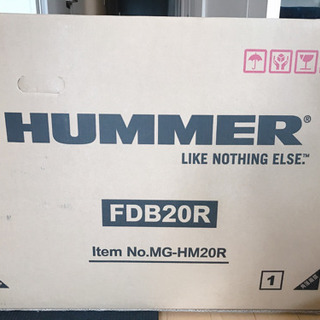 HUMMER®
LIKE NOTHING ELSE.™
FDB20R
Item No.MG-HM20R
1